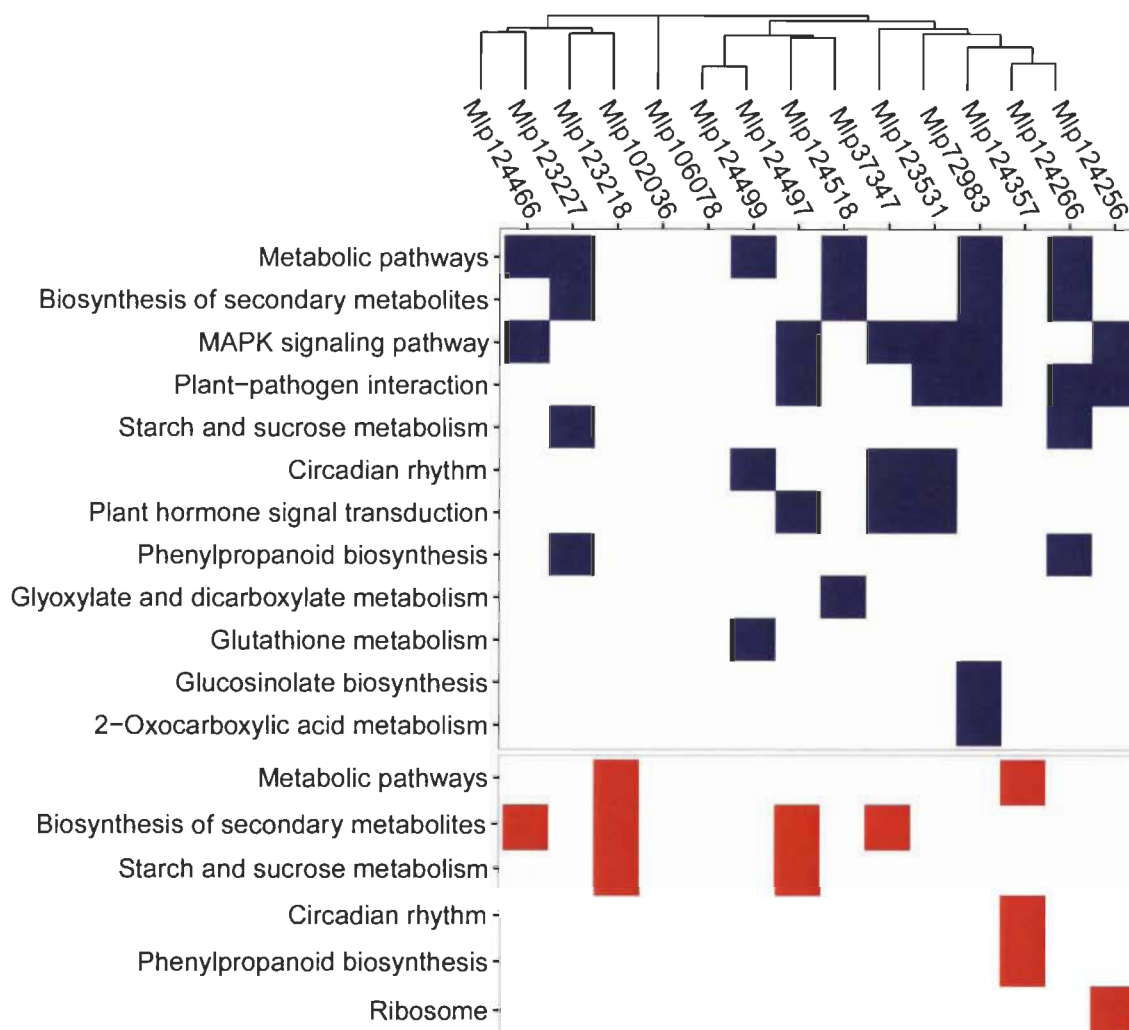 Mlp124466
Mlp123227
Mlp123218
Mlp102036
Mlp106078
Mlp124499
Mlp124497
Mlp124518
Mlp37347
Mlp123531
Mlp72983
Mlp124357
Mlp124266
Mlp124256
Metabolic pathways
Biosynthesis of secondary metabolites
MAPK signaling pathway
Plant−pathogen interaction
Starch and sucrose metabolism
Circadian rhythm
Plant hormone signal transduction
Phenylpropanoid biosynthesis
Glyoxylate and dicarboxylate metabolism
Glutathione metabolism
Glucosinolate biosynthesis
2−Oxocarboxylic acid metabolism
Metabolic pathways
Biosynthesis of secondary metabolites
Starch and sucrose metabolism
Circadian rhythm
Phenylpropanoid biosynthesis
Ribosome